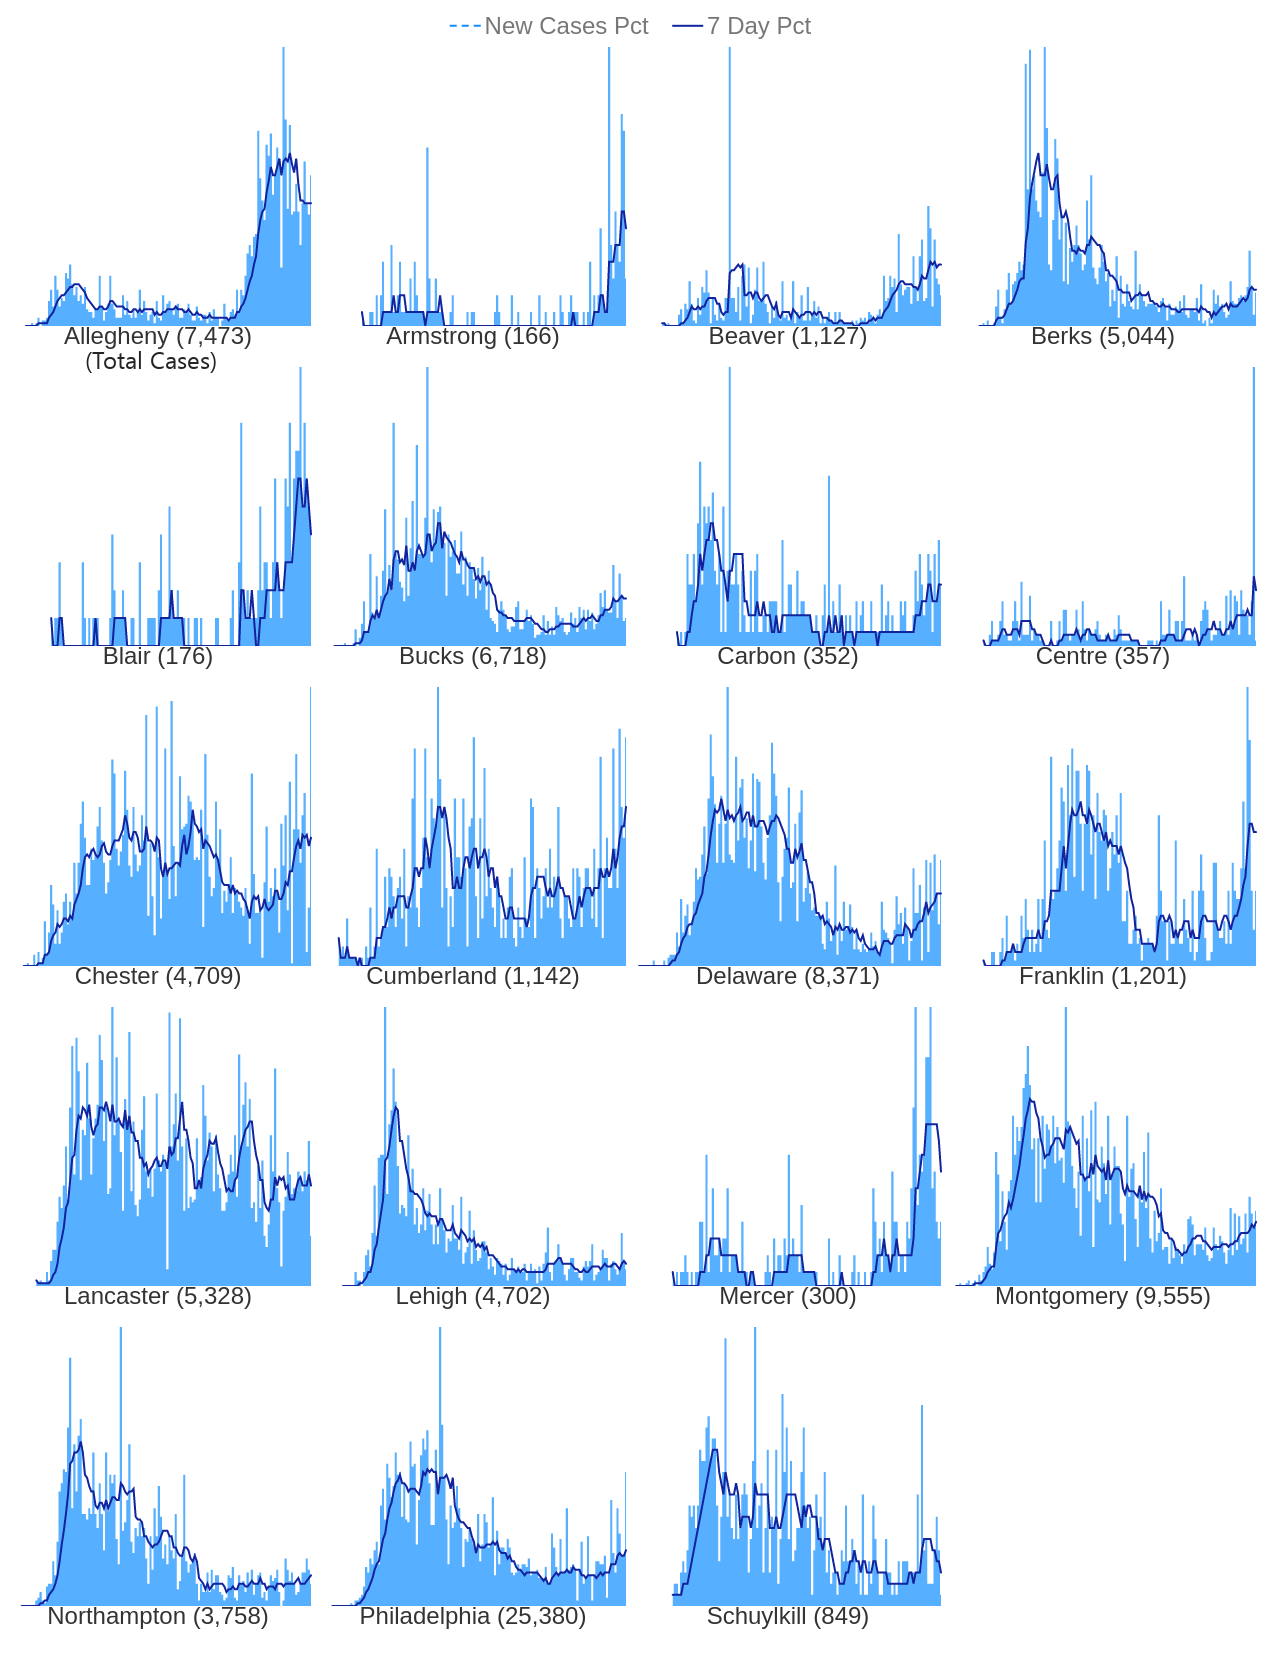 New Cases Pct 7 Day Pct
Allegheny (7,473) Armstrong (166) Beaver (1,127) Berks (5,044)
(Total Cases)
Blair (176) Bucks (6,718) Carbon (352) Centre (357)
Chester (4,709) Cumberland (1,142) Delaware (8,371) Franklin (1,201)
Lancaster (5,328) Lehigh (4,702) Mercer (300) Montgomery (9,555)
Northampton (3,758) Philadelphia (25,380) Schuylkill (849)